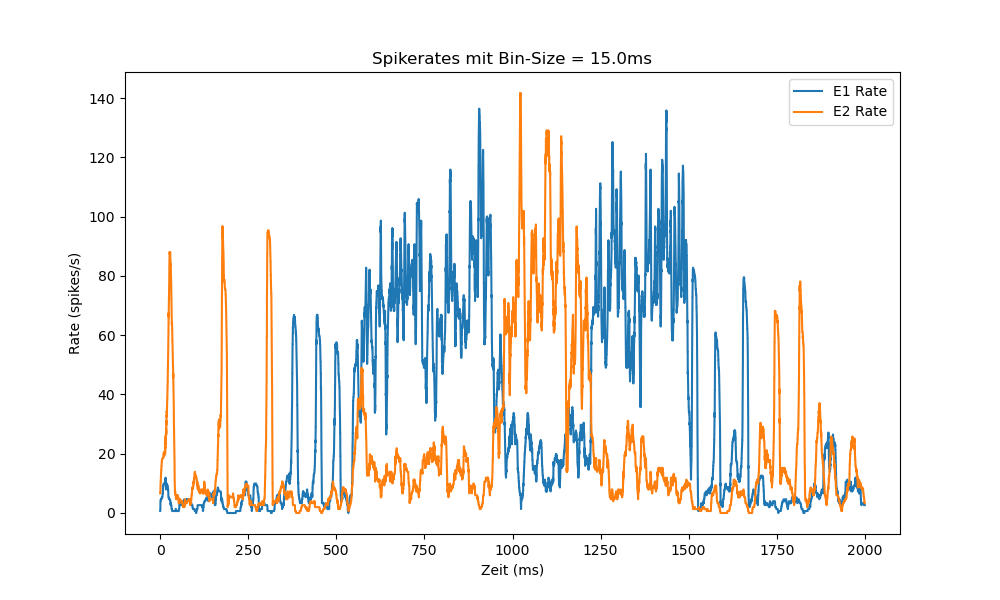 Spikerates mit Bin-Size = 15.0ms
E1 Rate
E2 Rate
Rate (spikes/s)
140
120
100
80
60
40
20
0
0 250 500 750 1000 1250 1500 1750 2000
Zeit (ms)